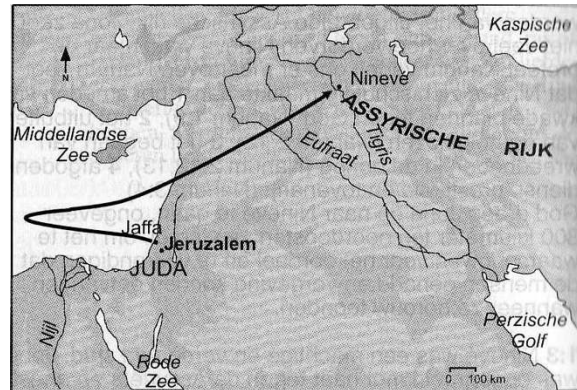 Kaspische
Zee
N
Ninevé
ASSYRISCHE
RIJK
Middellandse
Zee
Eufraat
Tigris
Jaffa
Jeruzalem
JUDA
Nijl
Rode
Zee
Perzische
Golf
0 100 km